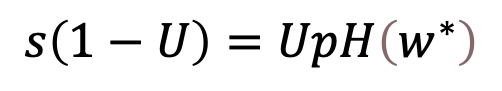 s(1 − U) = UpH(w*)